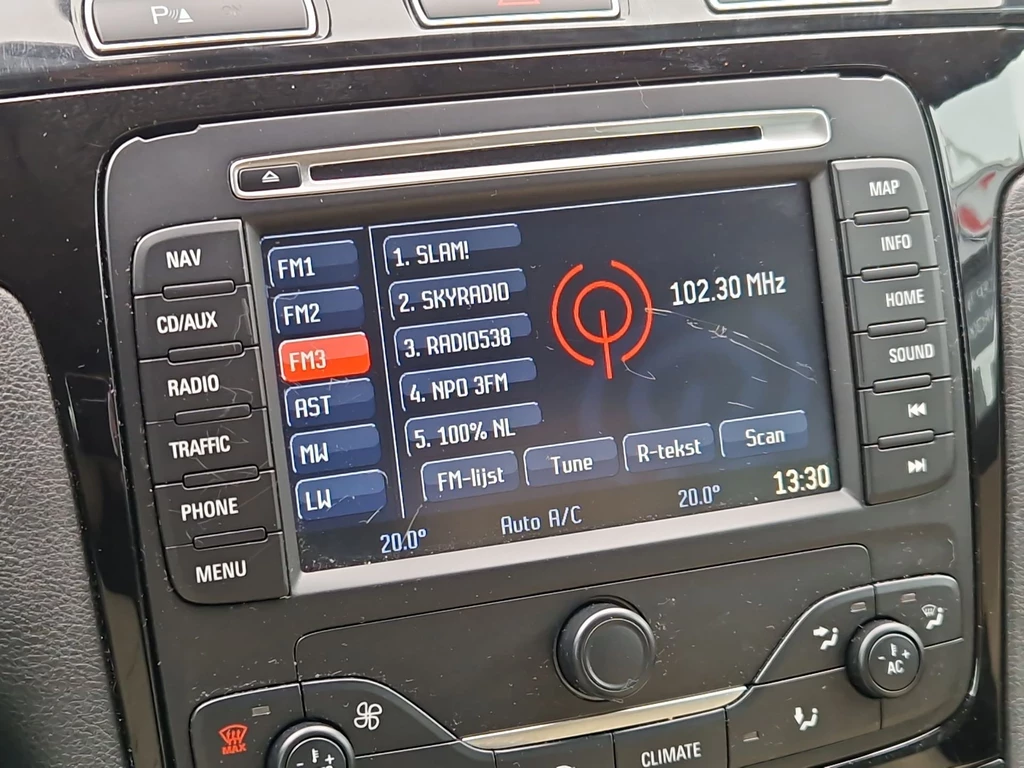 P
NAV
CD/AUX
RADIO
TRAFFIC
PHONE
MENU
FM1
FM2
FM3
AST
MW
LW
1. SLAM!
2. SKYRADIO
3. RADIO538
4. NPO 3FM
5. 100% NL
102.30 MHz
FM-lijst
Tune
R-tekst
Scan
20.0°
Auto A/C
20.0°
13:30
MAP
INFO
HOME
SOUND
MAX
- +
CLIMATE
- +
AC